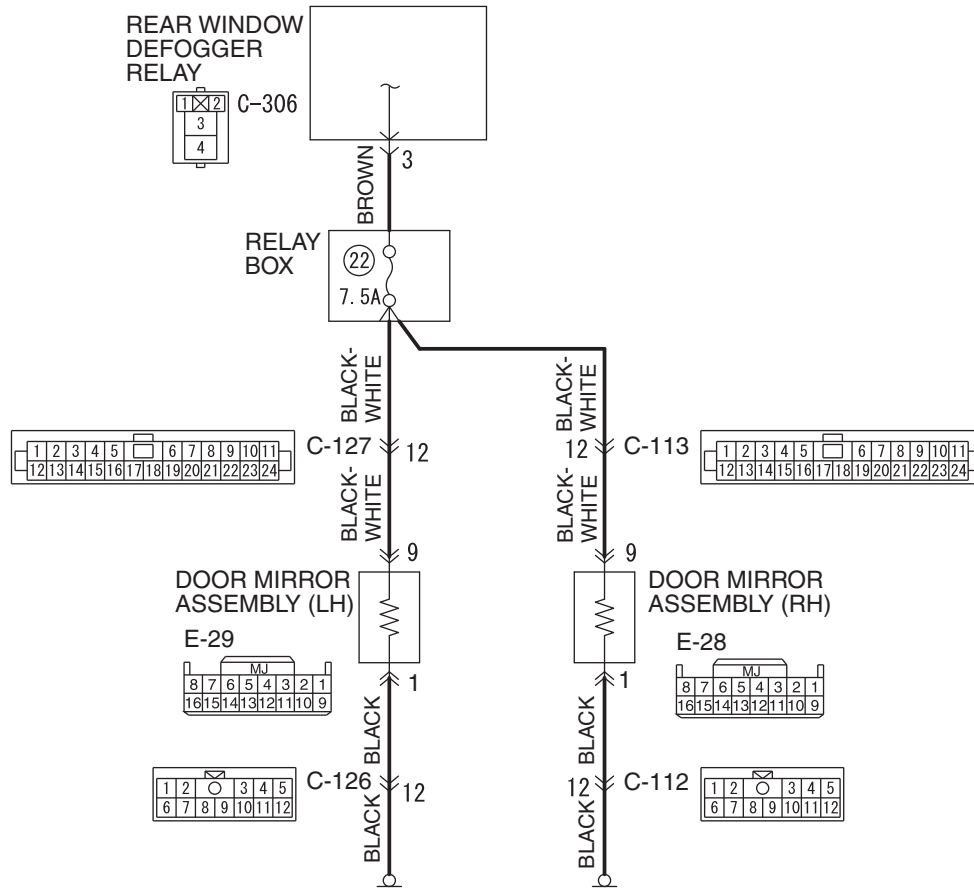 REAR WINDOW
DEFOGGER
RELAY
C-306
1 2
3
4
3
BROWN
RELAY
BOX
22
7.5A
BLACK-
WHITE
BLACK-
WHITE
1 2 3 4 5 6 7 8 9 10 11
12 13 14 15 16 17 18 19 20 21 22 23 24
C-127
12
12
C-113
1 2 3 4 5 6 7 8 9 10 11
12 13 14 15 16 17 18 19 20 21 22 23 24
BLACK-
WHITE
BLACK-
WHITE
9
9
DOOR MIRROR
ASSEMBLY (LH)
DOOR MIRROR
ASSEMBLY (RH)
E-29
MJ
8 7 6 5 4 3 2 1
16 15 14 13 12 11 10 9
E-28
MJ
8 7 6 5 4 3 2 1
16 15 14 13 12 11 10 9
1
1
BLACK
BLACK
1 2 3 4 5
6 7 8 9 10 11 12
C-126
12
12
C-112
1 2 3 4 5
6 7 8 9 10 11 12
BLACK
BLACK